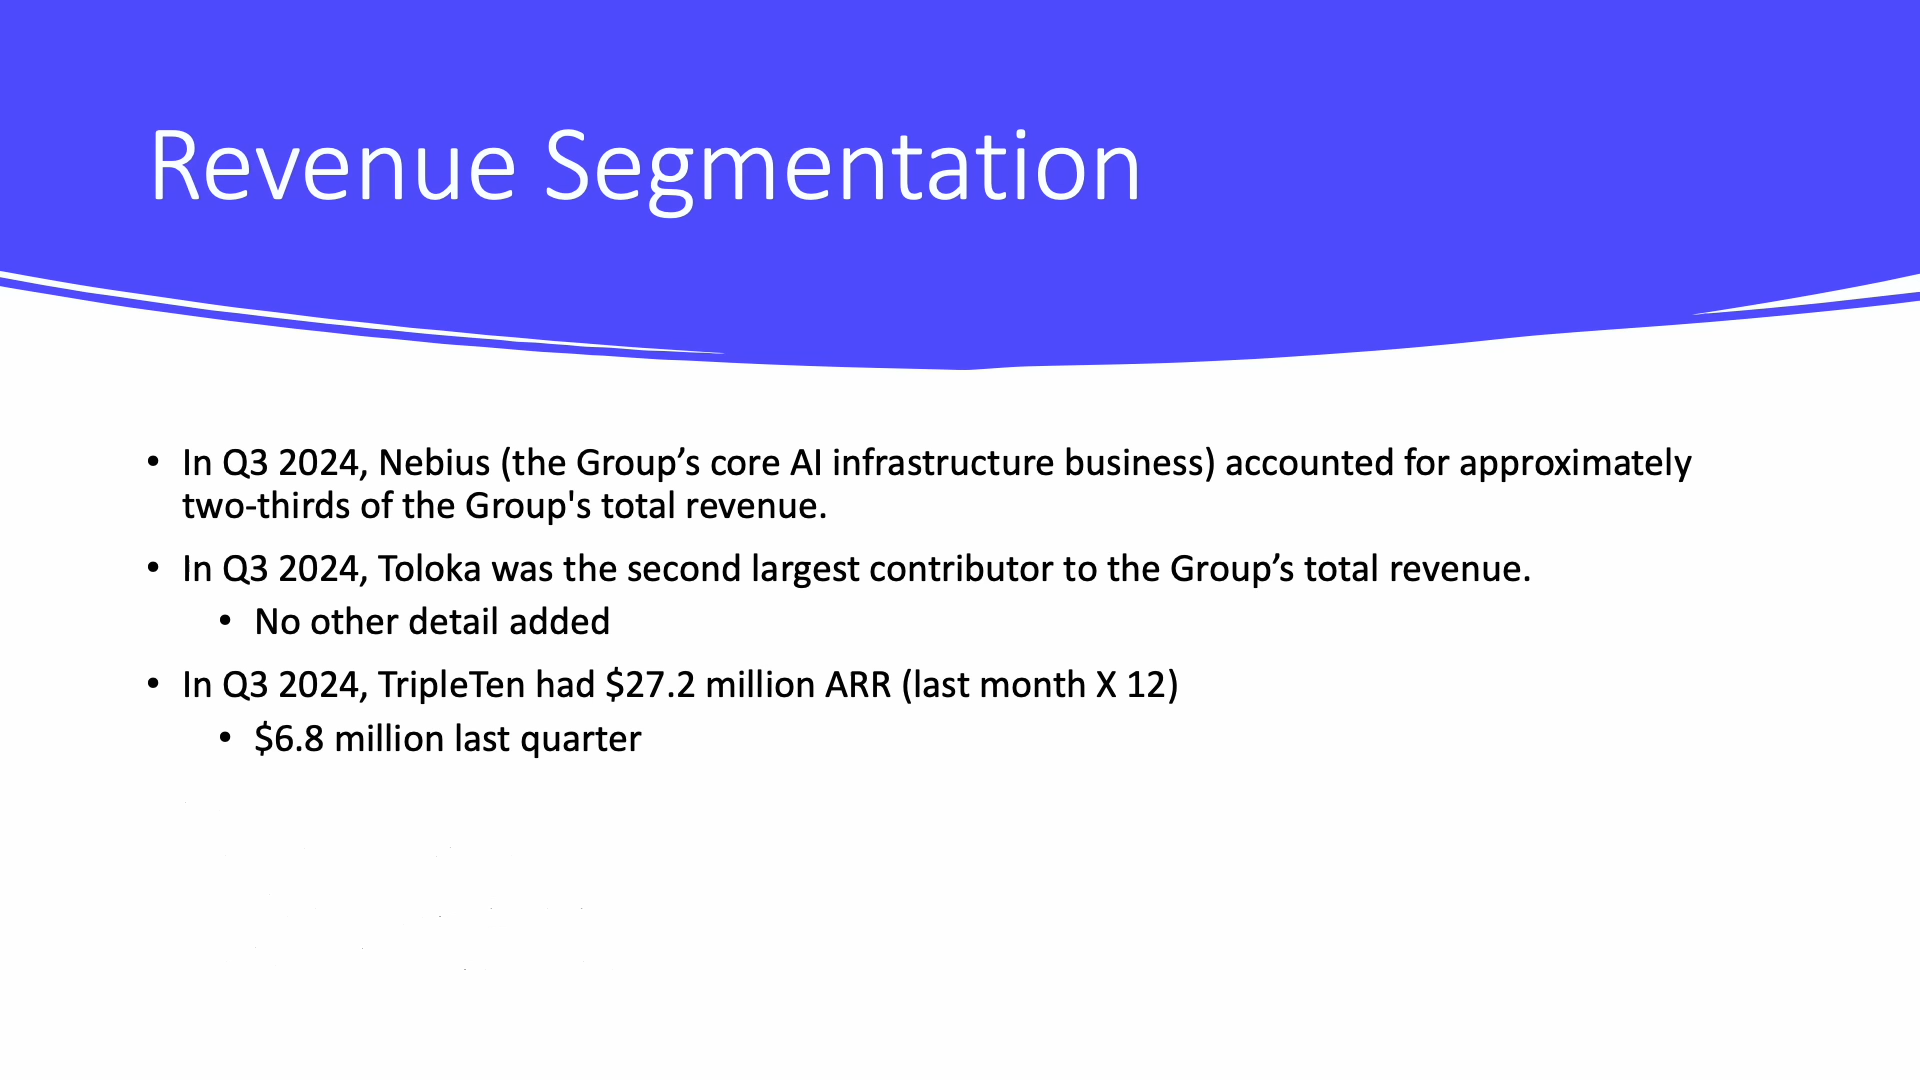 Revenue Segmentation
• In Q3 2024, Nebius (the Group’s core AI infrastructure business) accounted for approximately
two-thirds of the Group's total revenue.
• In Q3 2024, Toloka was the second largest contributor to the Group’s total revenue.
• No other detail added
• In Q3 2024, TripleTen had $27.2 million ARR (last month X 12)
• $6.8 million last quarter